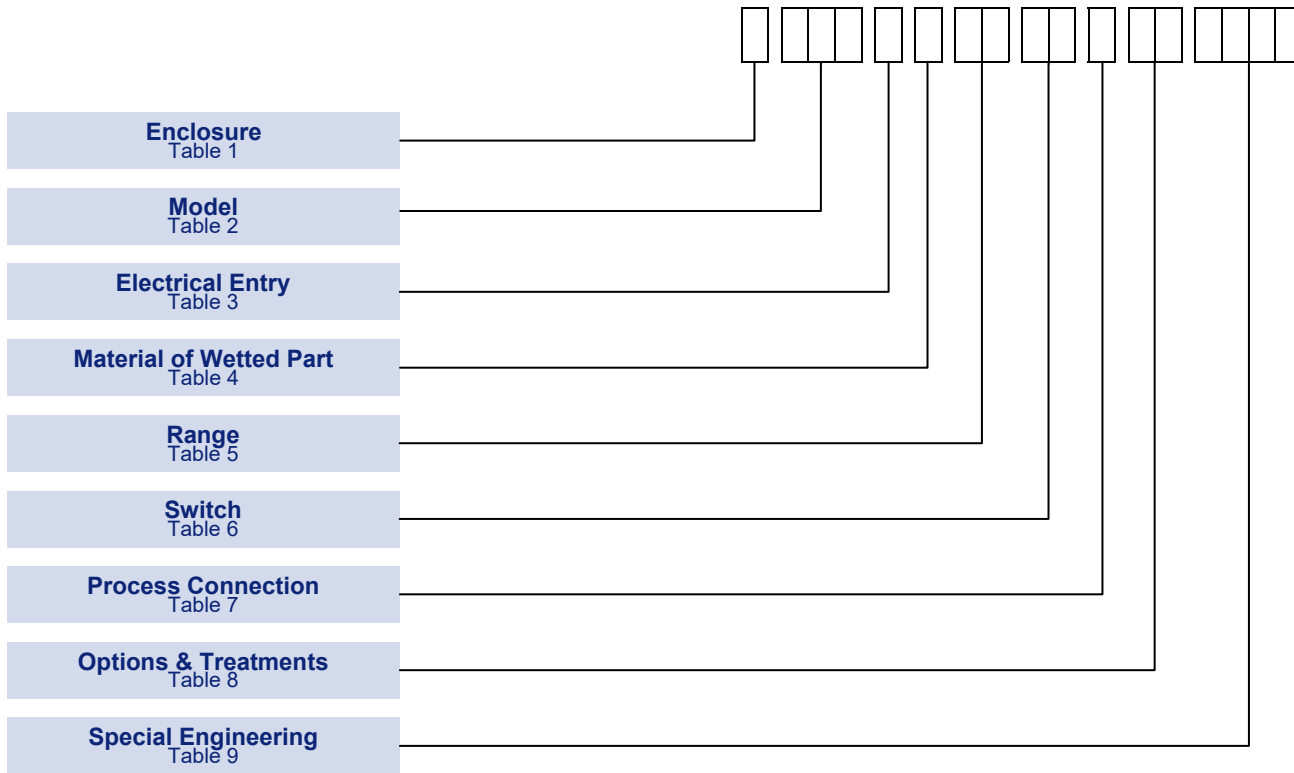 Enclosure
Table 1
Model
Table 2
Electrical Entry
Table 3
Material of Wetted Part
Table 4
Range
Table 5
Switch
Table 6
Process Connection
Table 7
Options & Treatments
Table 8
Special Engineering
Table 9